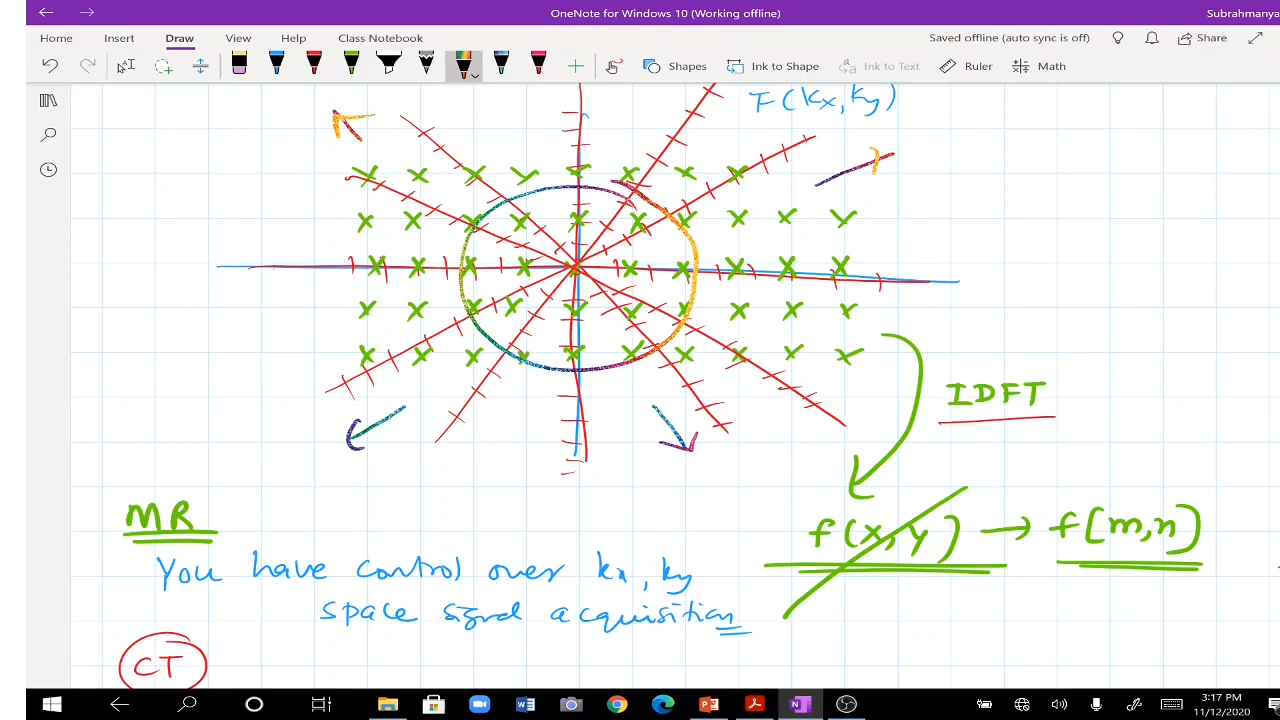 OneNote for Windows 10 (Working offline)
Subrahmanya
Home Insert Draw View Help Class Notebook
Saved offline (auto sync is off) Share
Shapes Ink to Shape Ink to Text Ruler Math
F(kx, ky)
IDFT
f(x, y) → f[m,n]
MR
You have control over kx, ky
space signal acquisition
CT
3:17 PM
11/12/2020